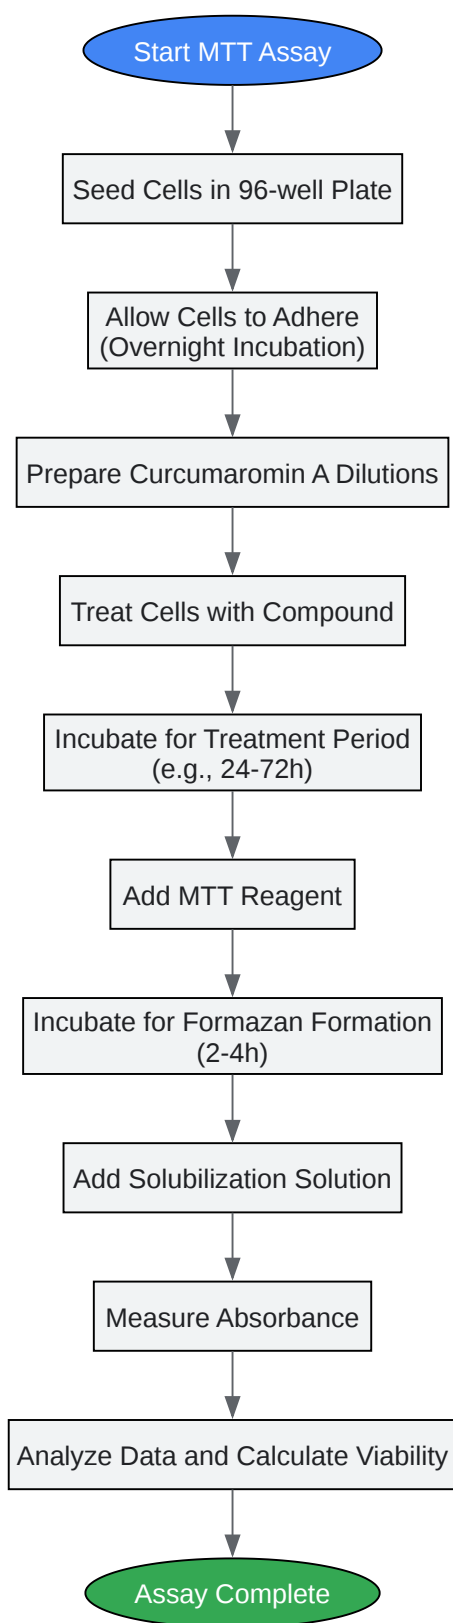 Start MTT Assay
Seed Cells in 96-well Plate
Allow Cells to Adhere
(Overnight Incubation)
Prepare Curcumaromin A Dilutions
Treat Cells with Compound
Incubate for Treatment Period
(e.g., 24-72h)
Add MTT Reagent
Incubate for Formazan Formation
(2-4h)
Add Solubilization Solution
Measure Absorbance
Analyze Data and Calculate Viability
Assay Complete